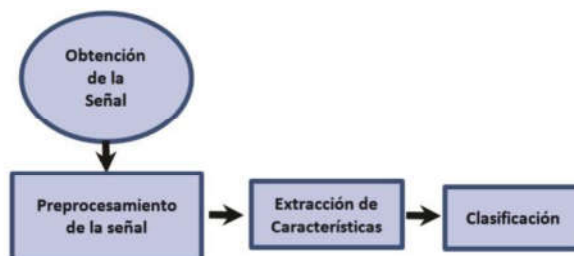 Obtención
de la
Señal
Preprocesamiento
de la señal
Extracción de
Características
Clasificación